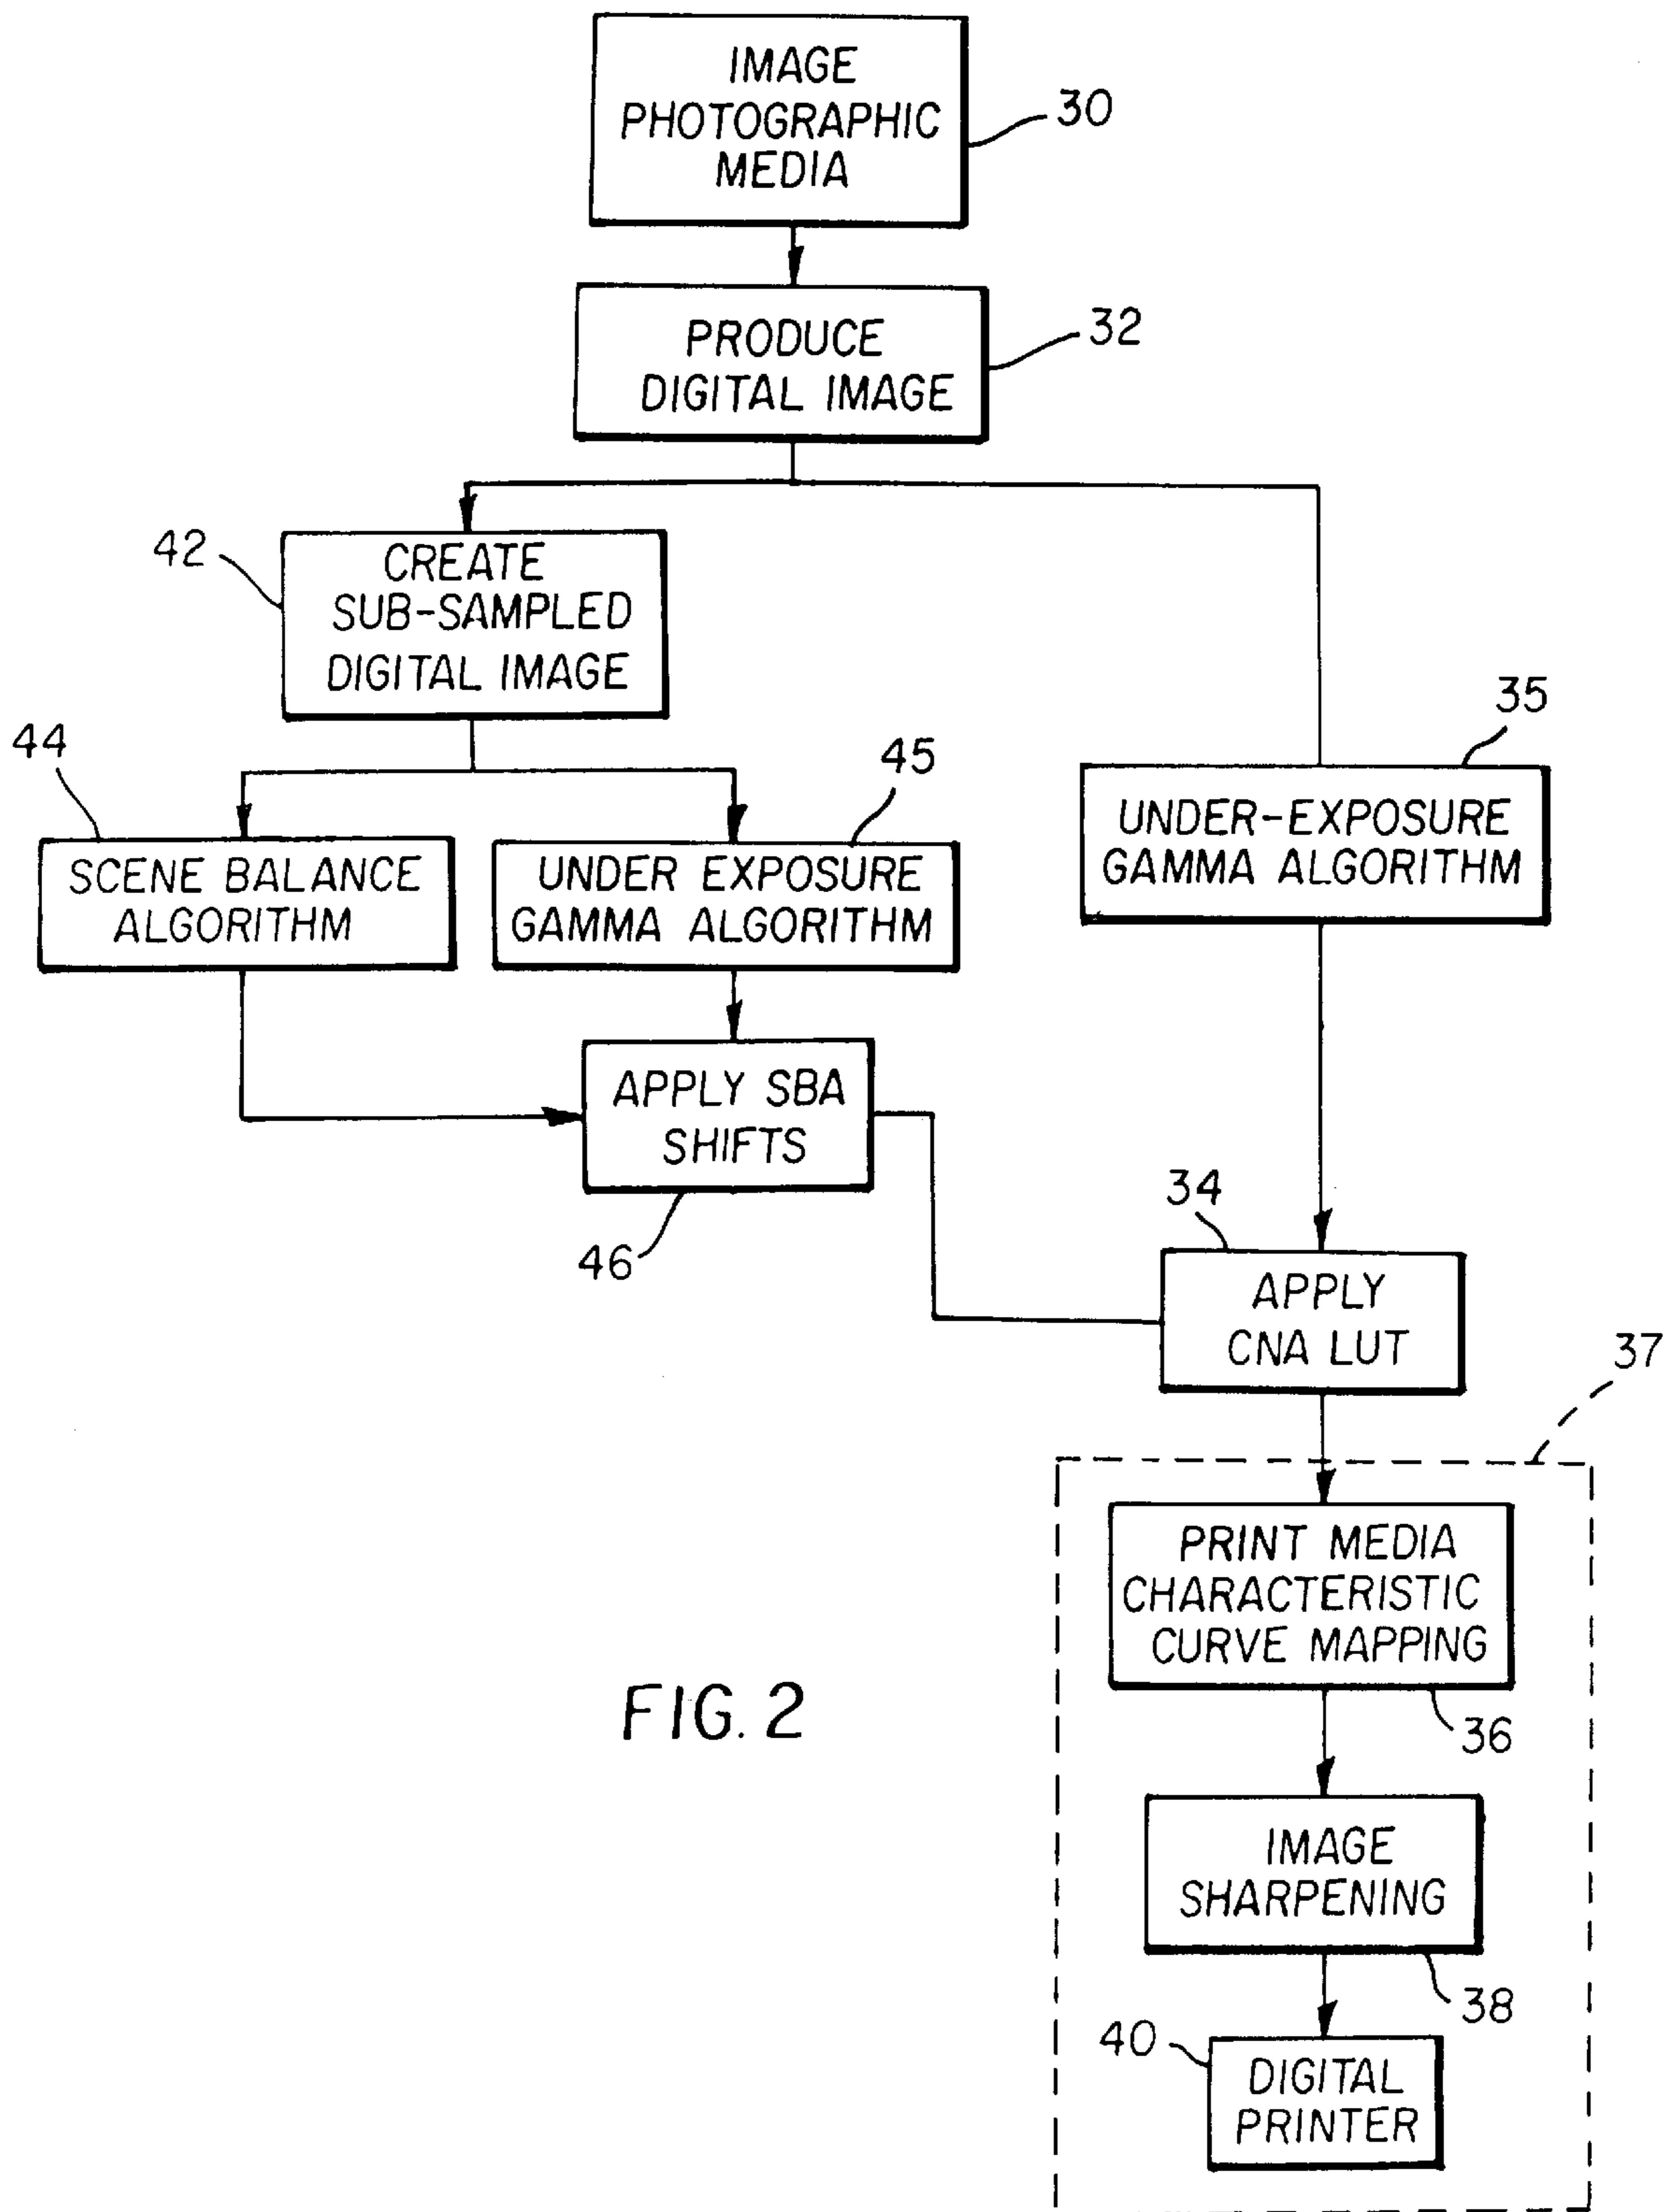 IMAGE
PHOTOGRAPHIC
MEDIA
30
PRODUCE
DIGITAL IMAGE
32
42
CREATE
SUB-SAMPLED
DIGITAL IMAGE
44
SCENE BALANCE
ALGORITHM
45
UNDER EXPOSURE
GAMMA ALGORITHM
35
UNDER-EXPOSURE
GAMMA ALGORITHM
APPLY SBA
SHIFTS
46
34
APPLY
CNA LUT
37
PRINT MEDIA
CHARACTERISTIC
CURVE MAPPING
36
FIG. 2
IMAGE
SHARPENING
38
40
DIGITAL
PRINTER